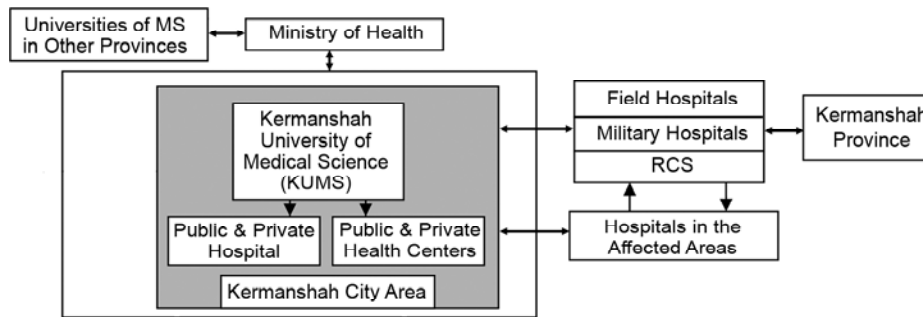 Universities of MS
in Other Provinces
Ministry of Health
Kermanshah
University of
Medical Science
(KUMS)
Public & Private
Hospital
Public & Private
Health Centers
Kermanshah City Area
Field Hospitals
Military Hospitals
RCS
Hospitals in the
Affected Areas
Kermanshah
Province